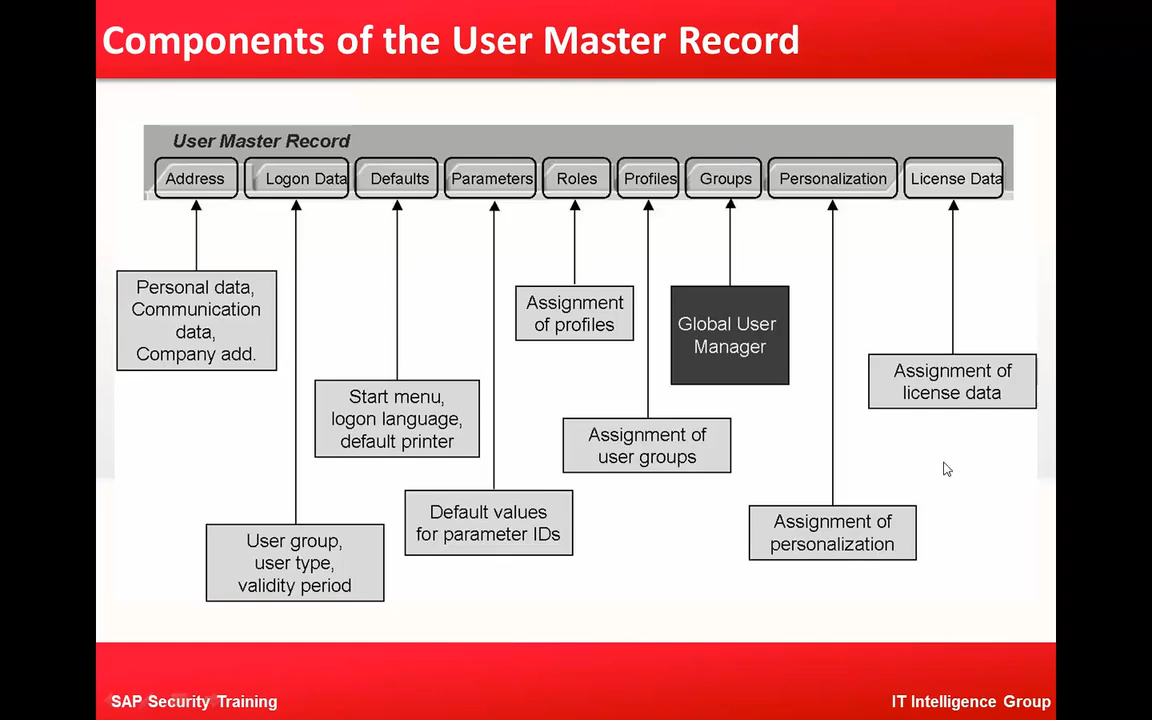 Components of the User Master Record
User Master Record
Address
Logon Data
Defaults
Parameters
Roles
Profiles
Groups
Personalization
License Data
Personal data,
Communication
data,
Company add.
User group,
user type,
validity period
Start menu,
logon language,
default printer
Default values
for parameter IDs
Assignment
of profiles
Assignment of
user groups
Global User
Manager
Assignment of
personalization
Assignment of
license data
SAP Security Training
IT Intelligence Group